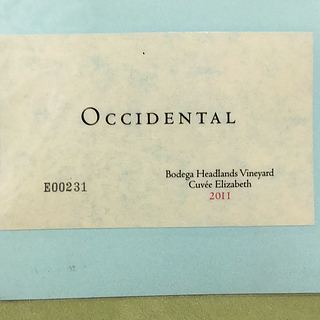 OCCIDENTAL
Bodega Headlands Vineyard
E00231
Cuvée Elizabeth
2011